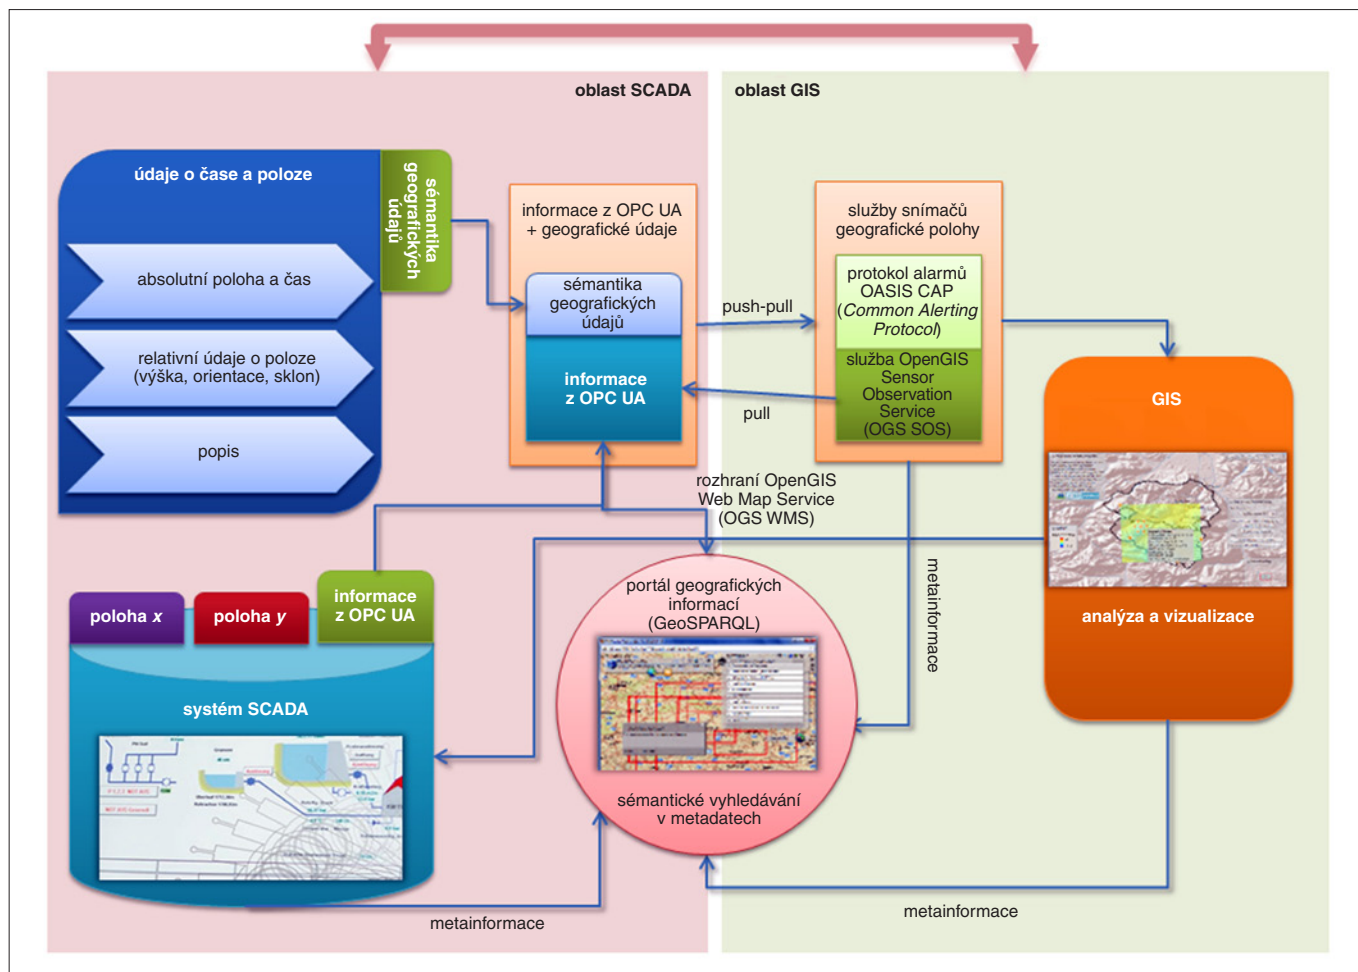 oblast SCADA
oblast GIS
údaje o čase a poloze
sémantika
geografických
údajů
absolutní poloha a čas
relativní údaje o poloze
(výška, orientace, sklon)
popis
informace z OPC UA
+ geografické údaje
sémantika
geografických
údajů
informace
z OPC UA
push-pull
pull
služby snímačů
geografické polohy
protokol alarmů
OASIS CAP
(Common Alerting
Protocol)
služba OpenGIS
Sensor
Observation
Service
(OGS SOS)
GIS
analýza a vizualizace
rozhraní OpenGIS
Web Map Service
(OGS WMS)
metainformace
poloha x
poloha y
informace
z OPC UA
systém SCADA
portál geografických
informací
(GeoSPARQL)
sémantické vyhledávání
v metadatech
metainformace
metainformace